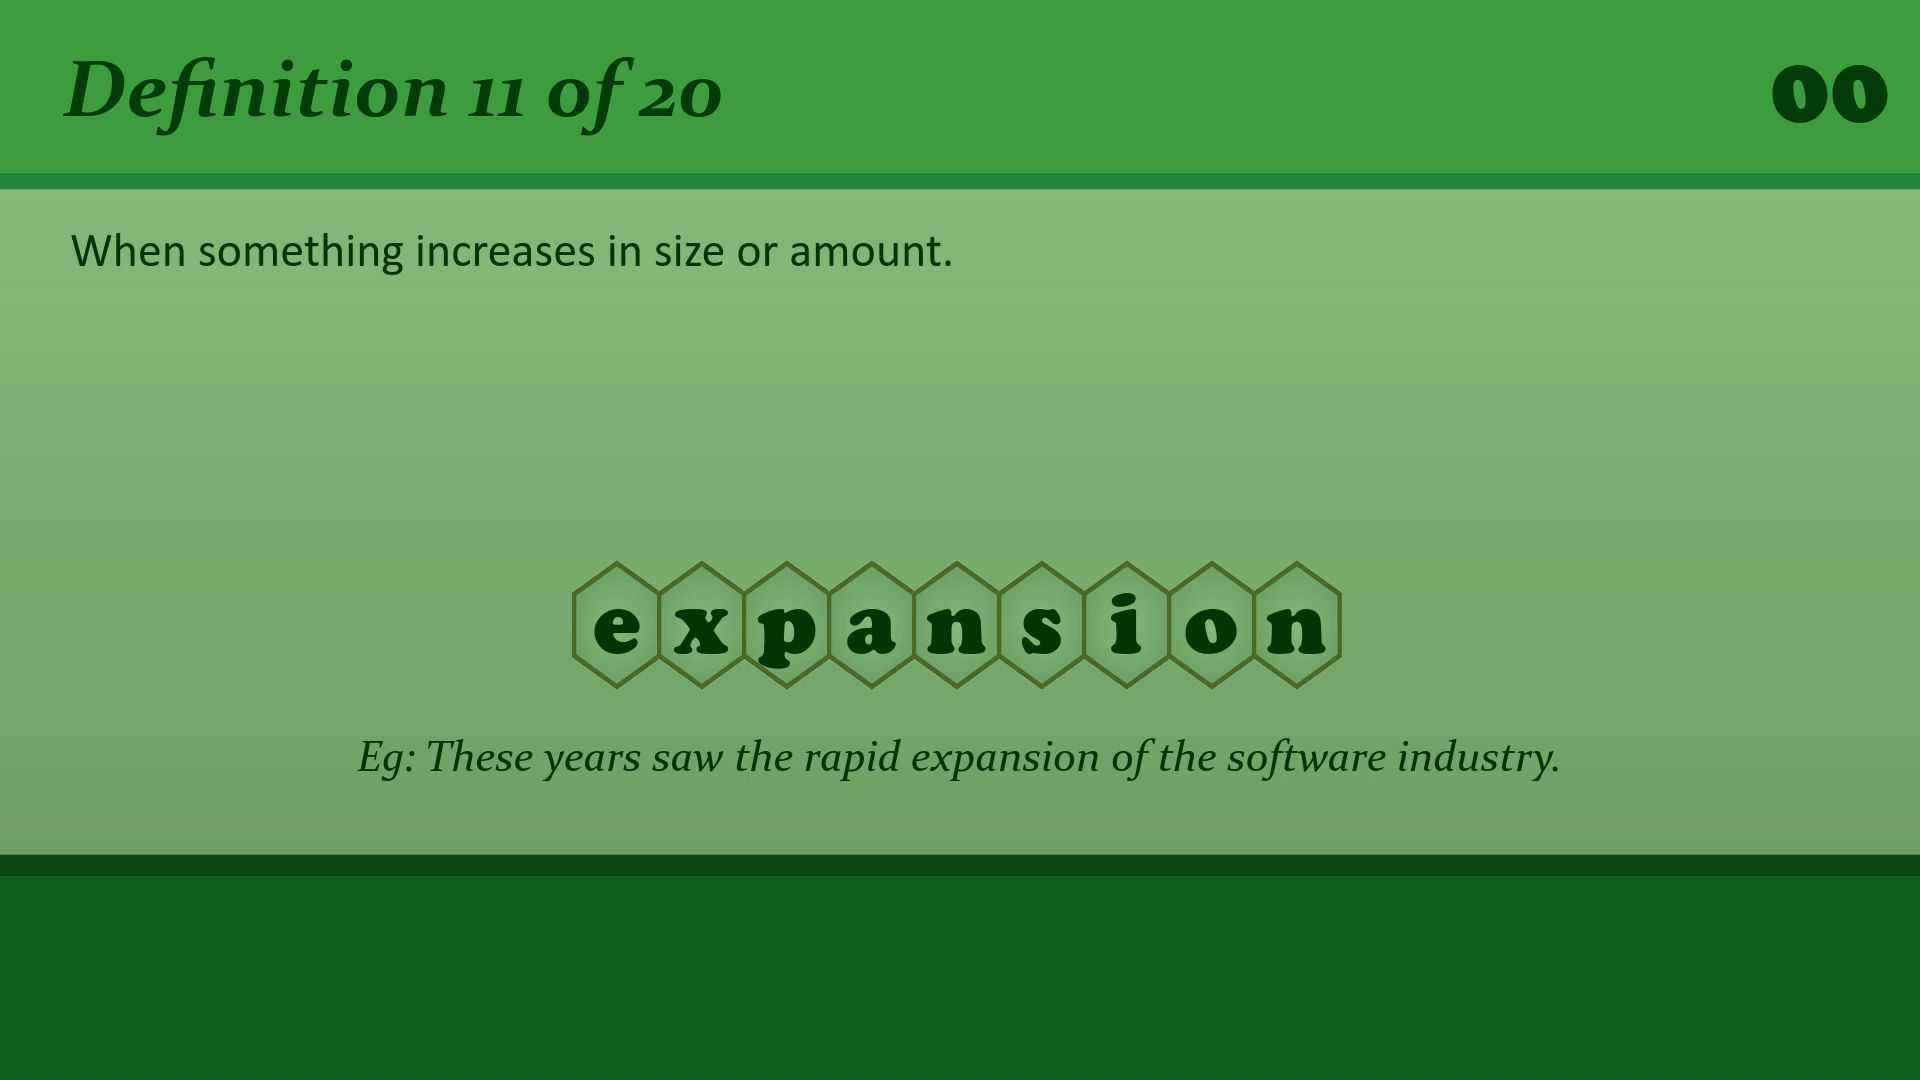 Definition 11 of 20
00
When something increases in size or amount.
expansion
Eg: These years saw the rapid expansion of the software industry.